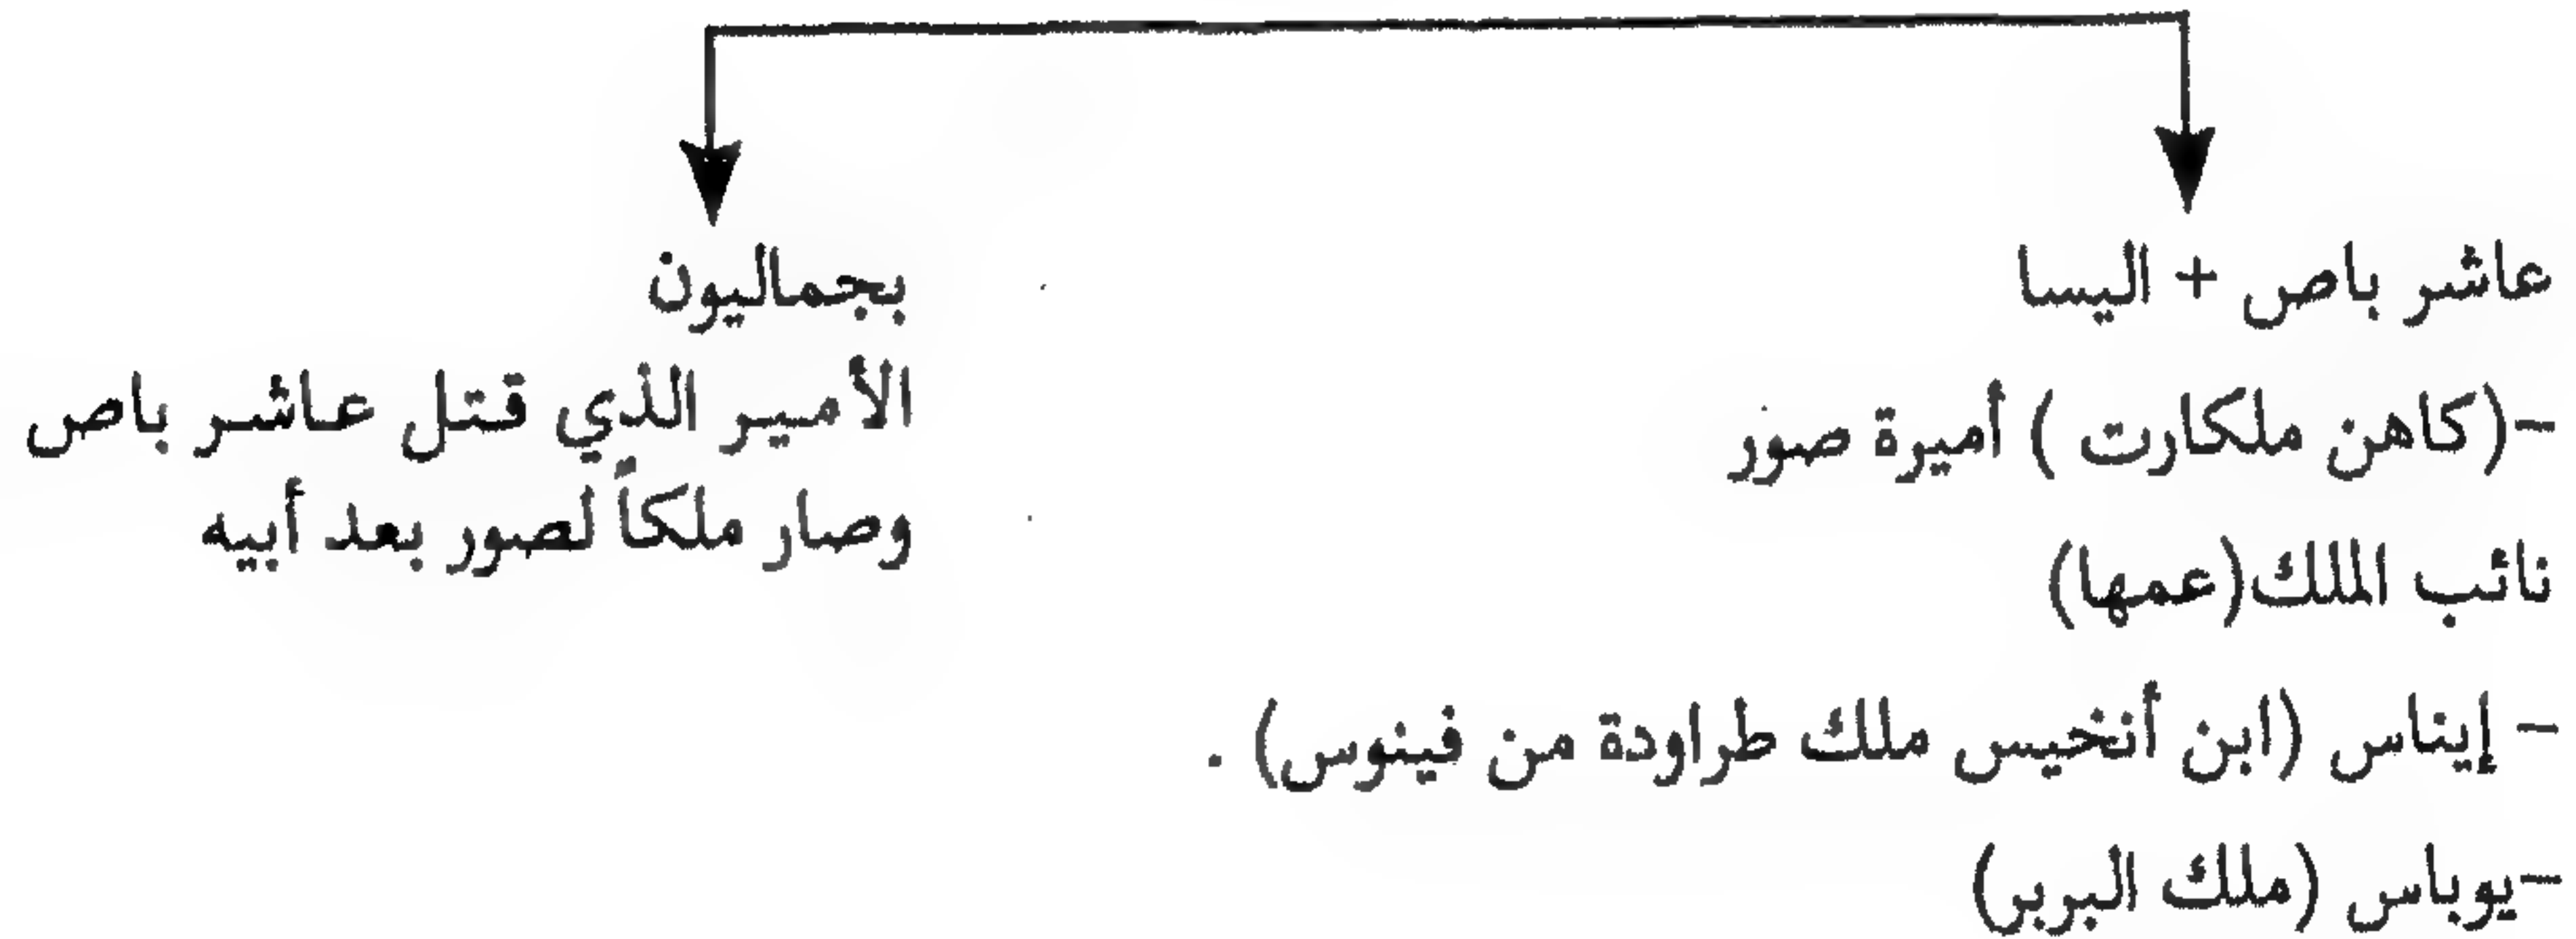 عاشر باص + اليسا
-(كاهن ملكارت ) أميرة صور
نائب الملك(عمها)
- إيناس (ابن أنخيس ملك طراودة من فينوس) .
-يوباس (ملك البربر)
بجماليون
الأمير الذي قتل عاشر باص
وصار ملكاً لصور بعد أبيه